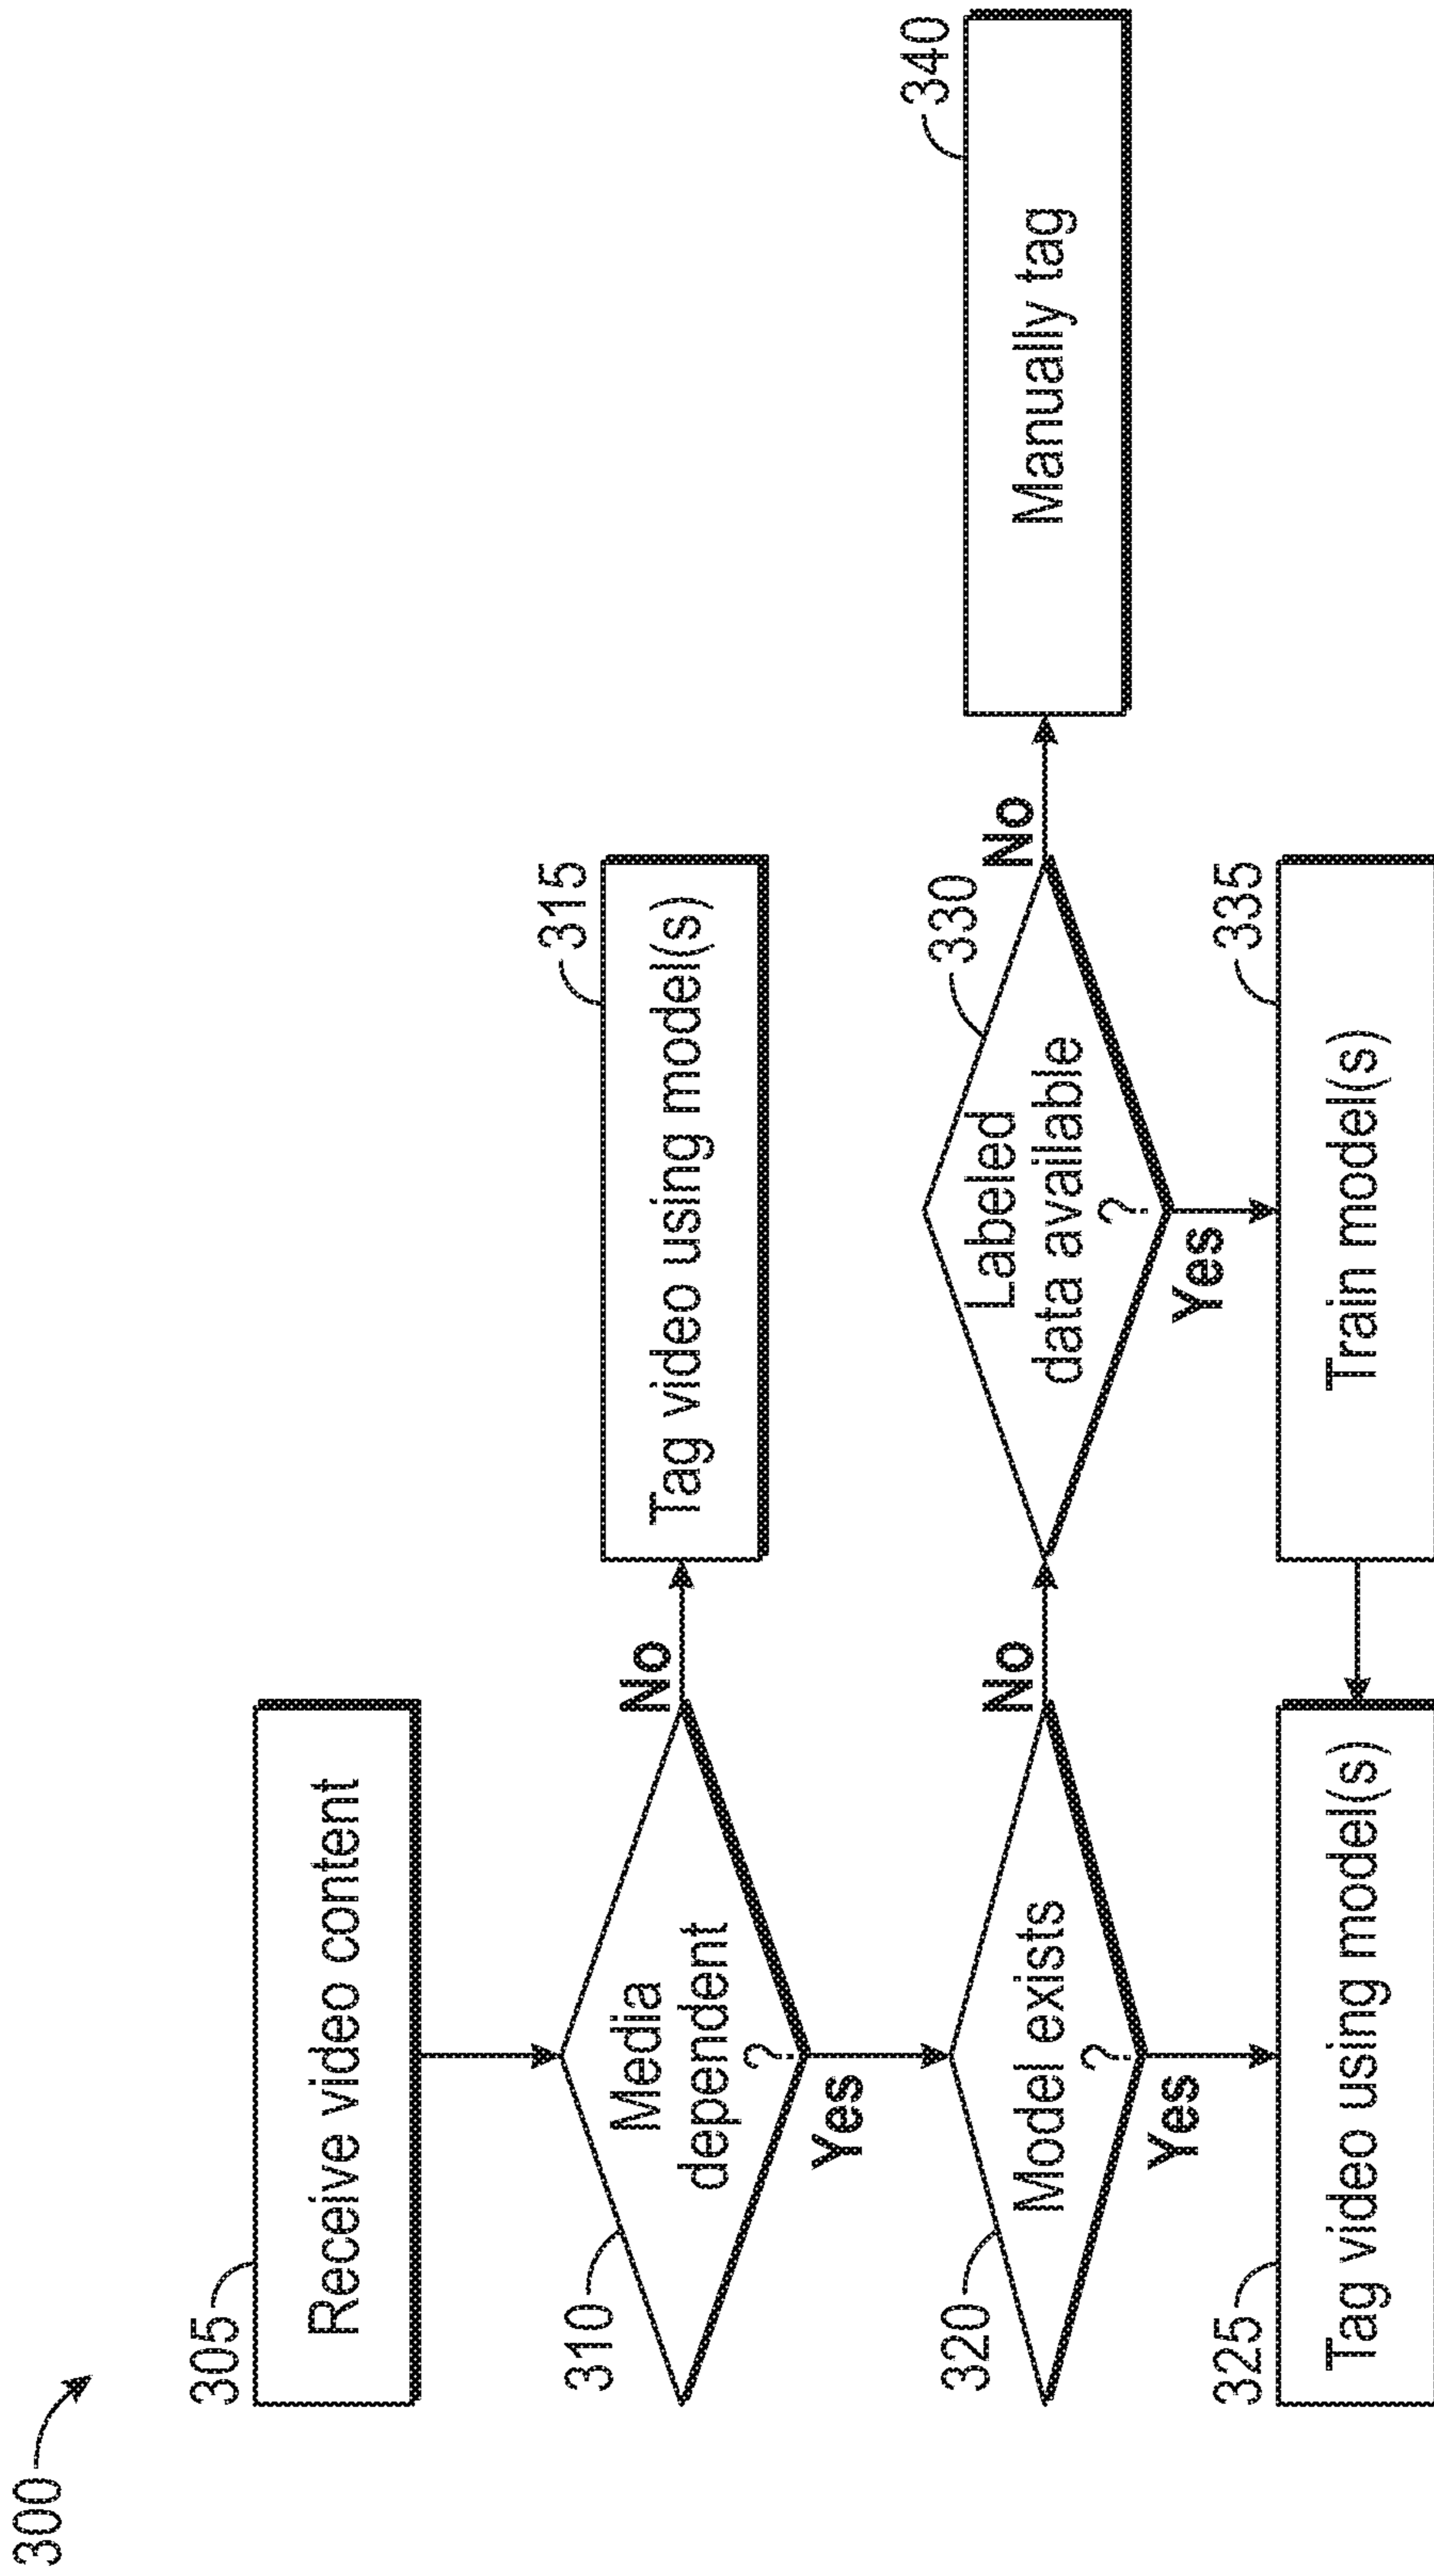 300
305
Receive video content
310
Media
dependent
?
No
315
Tag video using model(s)
Yes
320
Model exists
?
No
330
Labeled
data available
?
No
340
Manually tag
Yes
Yes
325
Tag video using model(s)
335
Train model(s)